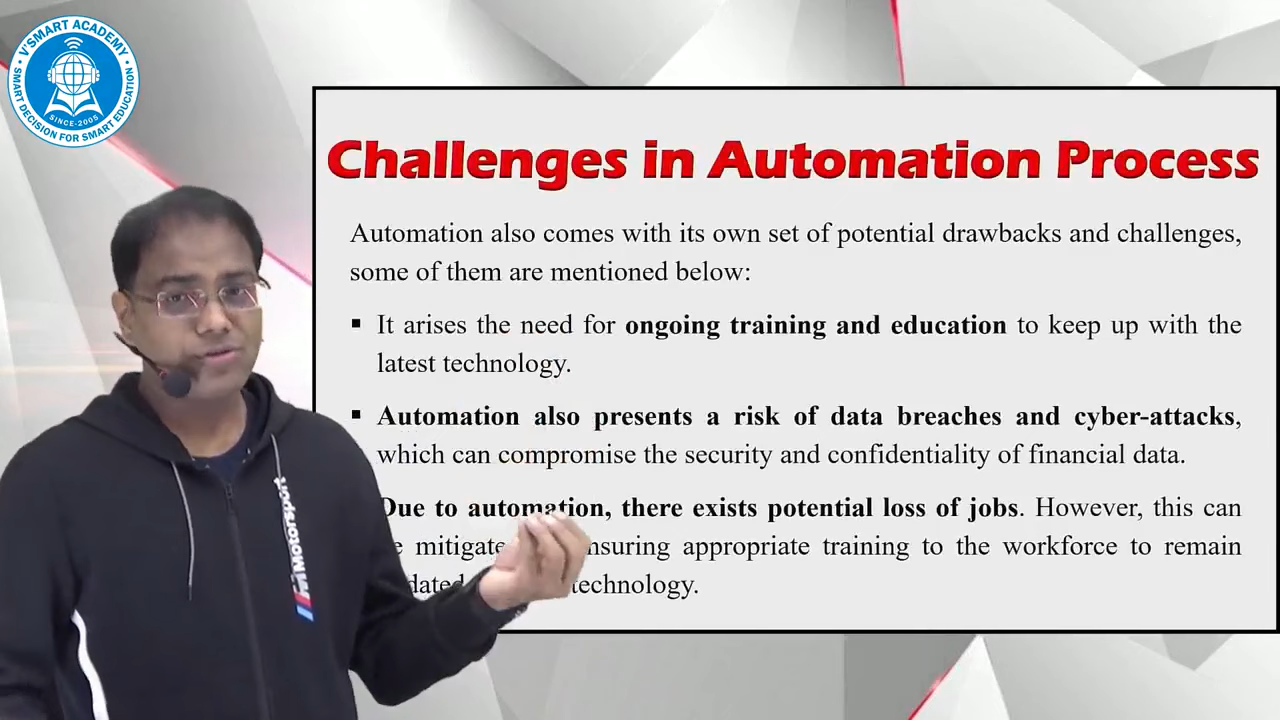 V'SMART ACADEMY
SMART DECISION FOR SMART EDUCATION
SINCE-2005
Challenges in Automation Process
Automation also comes with its own set of potential drawbacks and challenges,
some of them are mentioned below:
▪ It arises the need for ongoing training and education to keep up with the
latest technology.
▪ Automation also presents a risk of data breaches and cyber-attacks,
which can compromise the security and confidentiality of financial data.
Due to automation, there exists potential loss of jobs. However, this can
appropriate training to the workforce to remain
technology.
Motorsport